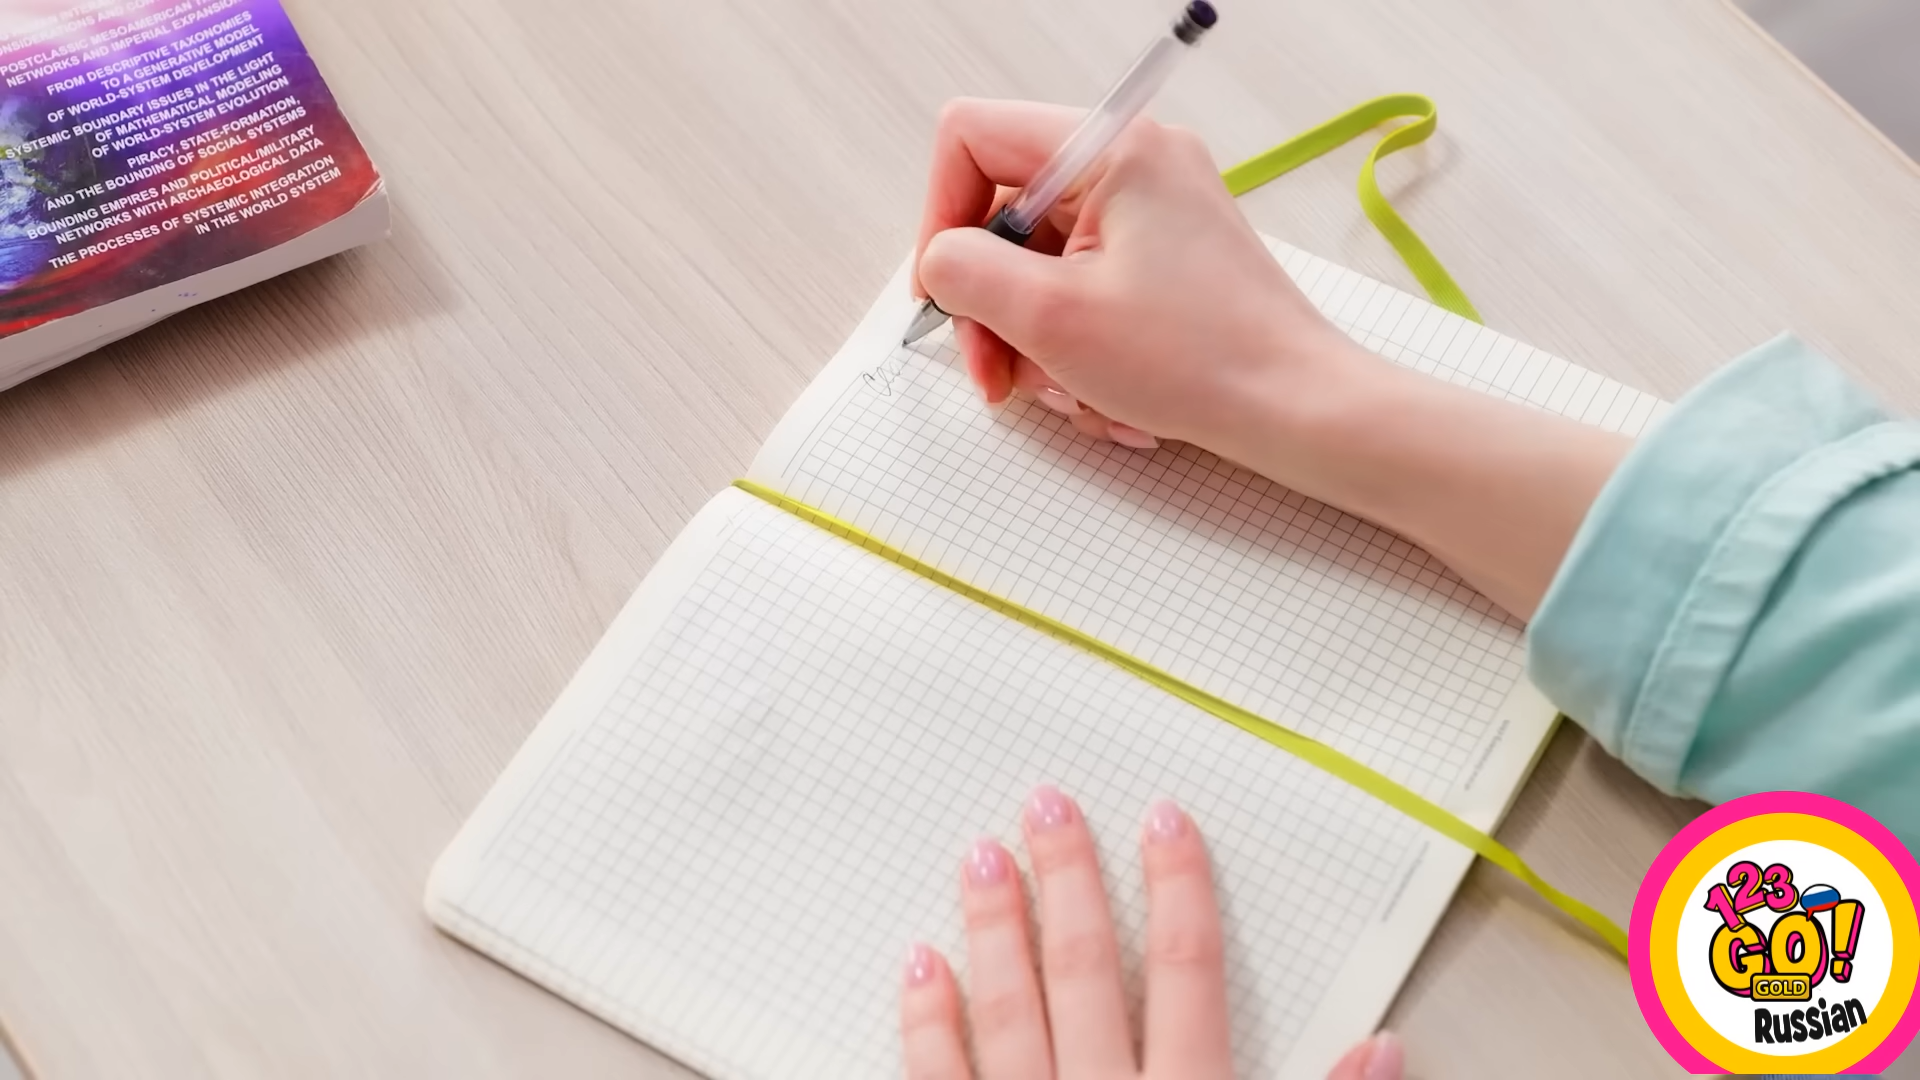 POSTCLASSIC MESOAMERICAN
NETWORKS AND IMPERIAL EXPANSION
FROM DESCRIPTIVE TAXONOMIES
TO A GENERATIVE MODEL
OF WORLD-SYSTEM DEVELOPMENT
SYSTEMIC BOUNDARY ISSUES IN THE LIGHT
OF MATHEMATICAL MODELING
OF WORLD-SYSTEM EVOLUTION
PIRACY, STATE-FORMATION,
AND THE BOUNDING OF SOCIAL SYSTEMS
BOUNDING EMPIRES AND POLITICAL/MILITARY
NETWORKS WITH ARCHAEOLOGICAL DATA
THE PROCESSES OF SYSTEMIC INTEGRATION
IN THE WORLD SYSTEM
123
GO!
GOLD
Russian